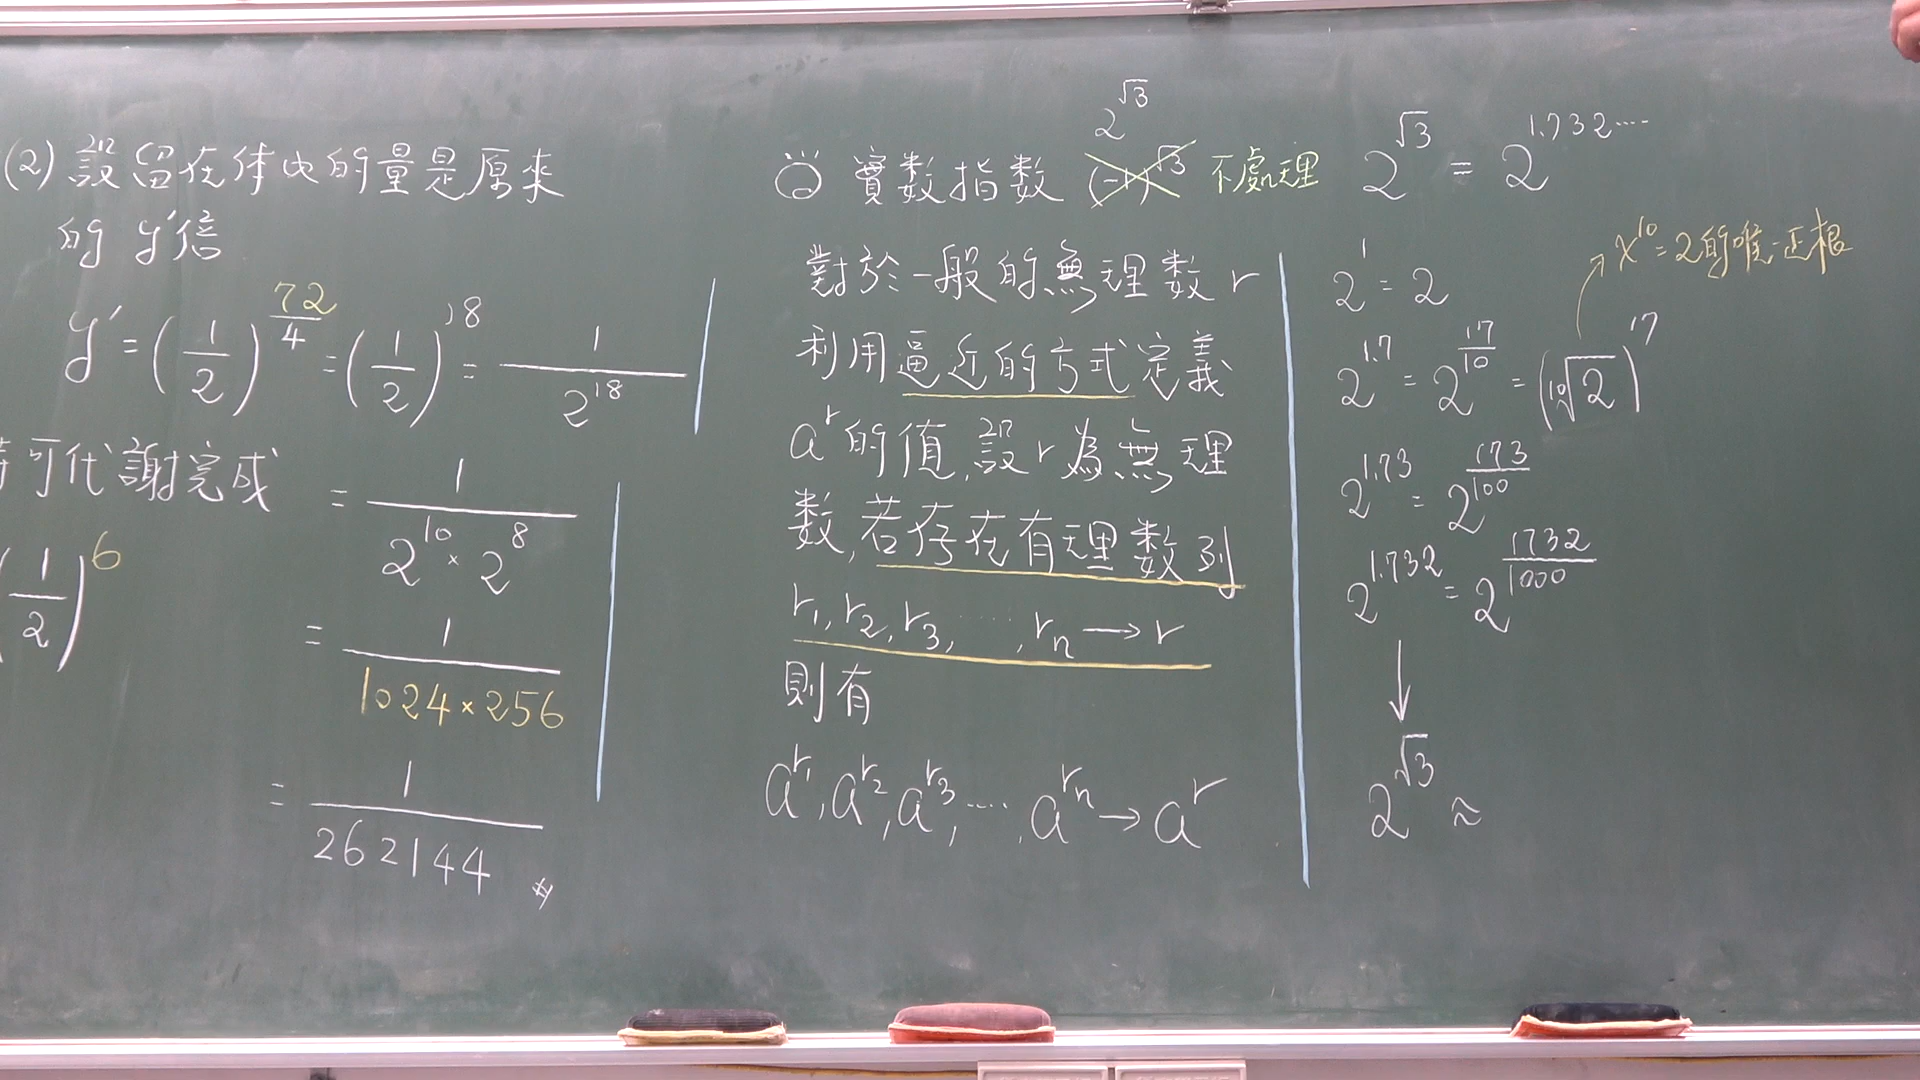 (2) 設留在体內的量是原來
的 y' 倍
y' = (1/2)^(72/4) = (1/2)^18 = 1/2^18
可代謝完成
= 1/(2^10 × 2^8)
(1/2)^6
= 1/(1024×256)
= 1/262144
2^√3
實數指數 (-1)^√3 不處理
對於一般的無理數 r
利用逼近的方式定義
a^r 的值,設 r 為無理
數,若存在有理數列
r1, r2, r3, ……, rn → r
則有
a^r1, a^r2, a^r3, …., a^rn → a^r
2^√3 = 2^1.732….
x^10 = 2的唯一正根
2^1 = 2
2^1.7 = 2^(17/10) = (10√2)^17
2^1.73 = 2^(173/100)
2^1.732 = 2^(1732/1000)
↓
2^√3 ≈